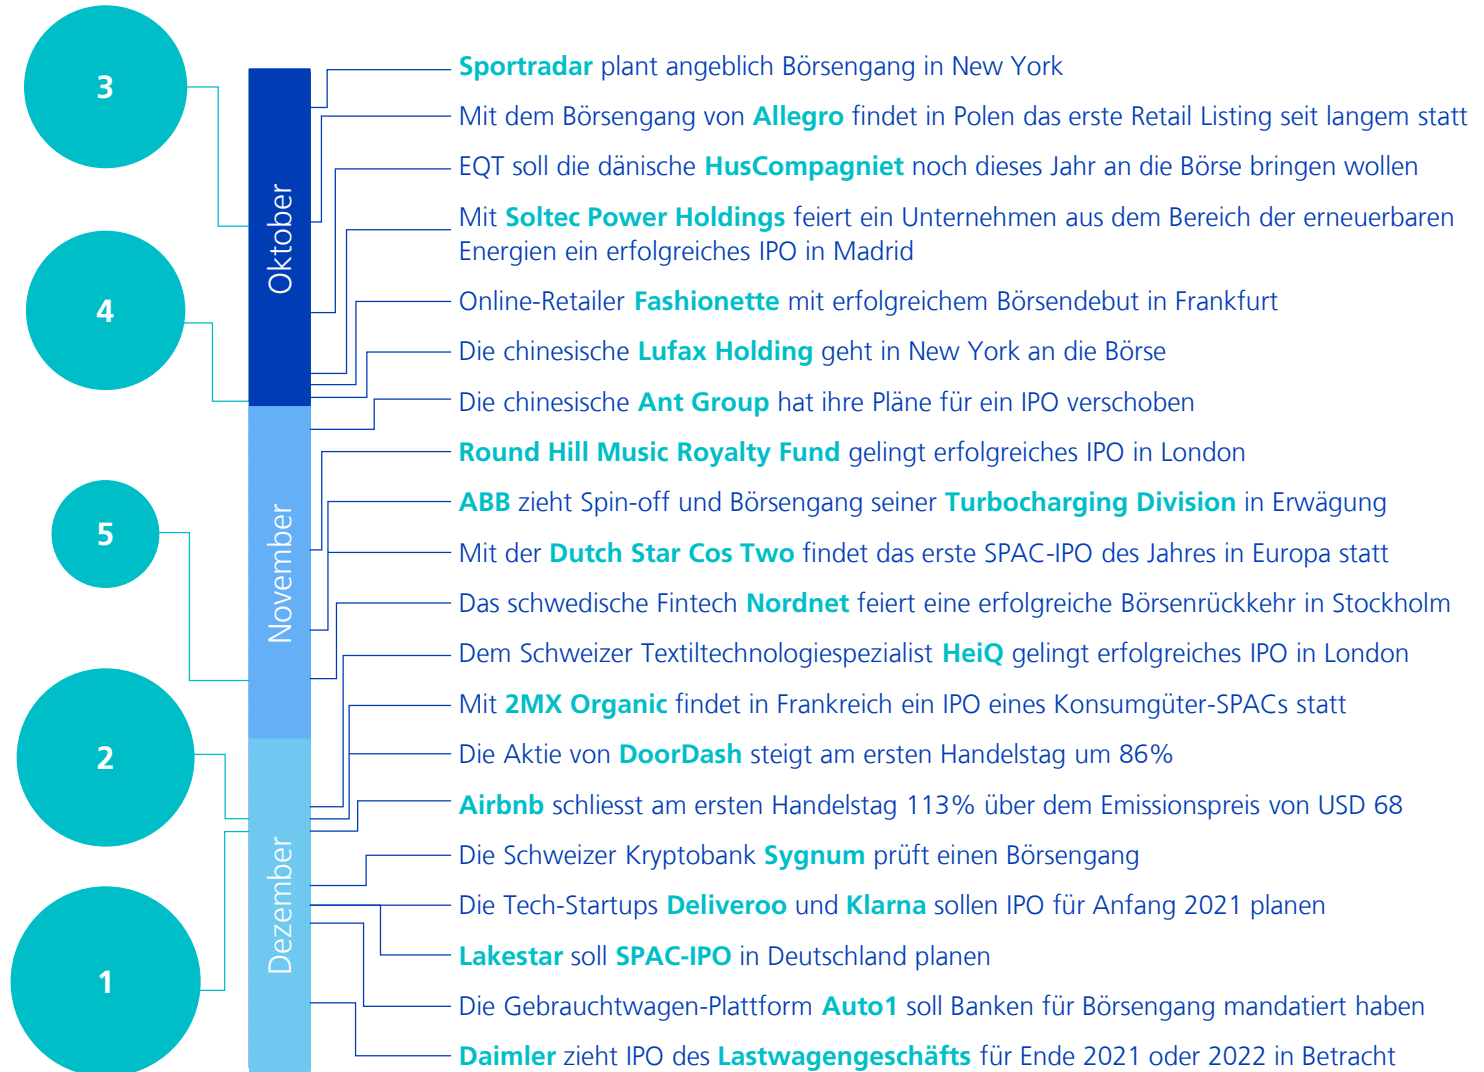 3
4
5
2
1
Oktober
November
Dezember
Sportradar plant angeblich Börsengang in New York
Mit dem Börsengang von Allegro findet in Polen das erste Retail Listing seit langem statt
EQT soll die dänische HusCompagniet noch dieses Jahr an die Börse bringen wollen
Mit Soltec Power Holdings feiert ein Unternehmen aus dem Bereich der erneuerbaren
Energien ein erfolgreiches IPO in Madrid
Online-Retailer Fashionette mit erfolgreichem Börsendebut in Frankfurt
Die chinesische Lufax Holding geht in New York an die Börse
Die chinesische Ant Group hat ihre Pläne für ein IPO verschoben
Round Hill Music Royalty Fund gelingt erfolgreiches IPO in London
ABB zieht Spin-off und Börsengang seiner Turbocharging Division in Erwägung
Mit der Dutch Star Cos Two findet das erste SPAC-IPO des Jahres in Europa statt
Das schwedische Fintech Nordnet feiert eine erfolgreiche Börsenrückkehr in Stockholm
Dem Schweizer Textiltechnologiespezialist HeiQ gelingt erfolgreiches IPO in London
Mit 2MX Organic findet in Frankreich ein IPO eines Konsumgüter-SPACs statt
Die Aktie von DoorDash steigt am ersten Handelstag um 86%
Airbnb schliesst am ersten Handelstag 113% über dem Emissionspreis von USD 68
Die Schweizer Kryptobank Sygnum prüft einen Börsengang
Die Tech-Startups Deliveroo und Klarna sollen IPO für Anfang 2021 planen
Lakestar soll SPAC-IPO in Deutschland planen
Die Gebrauchtwagen-Plattform Auto1 soll Banken für Börsengang mandatiert haben
Daimler zieht IPO des Lastwagengeschäfts für Ende 2021 oder 2022 in Betracht